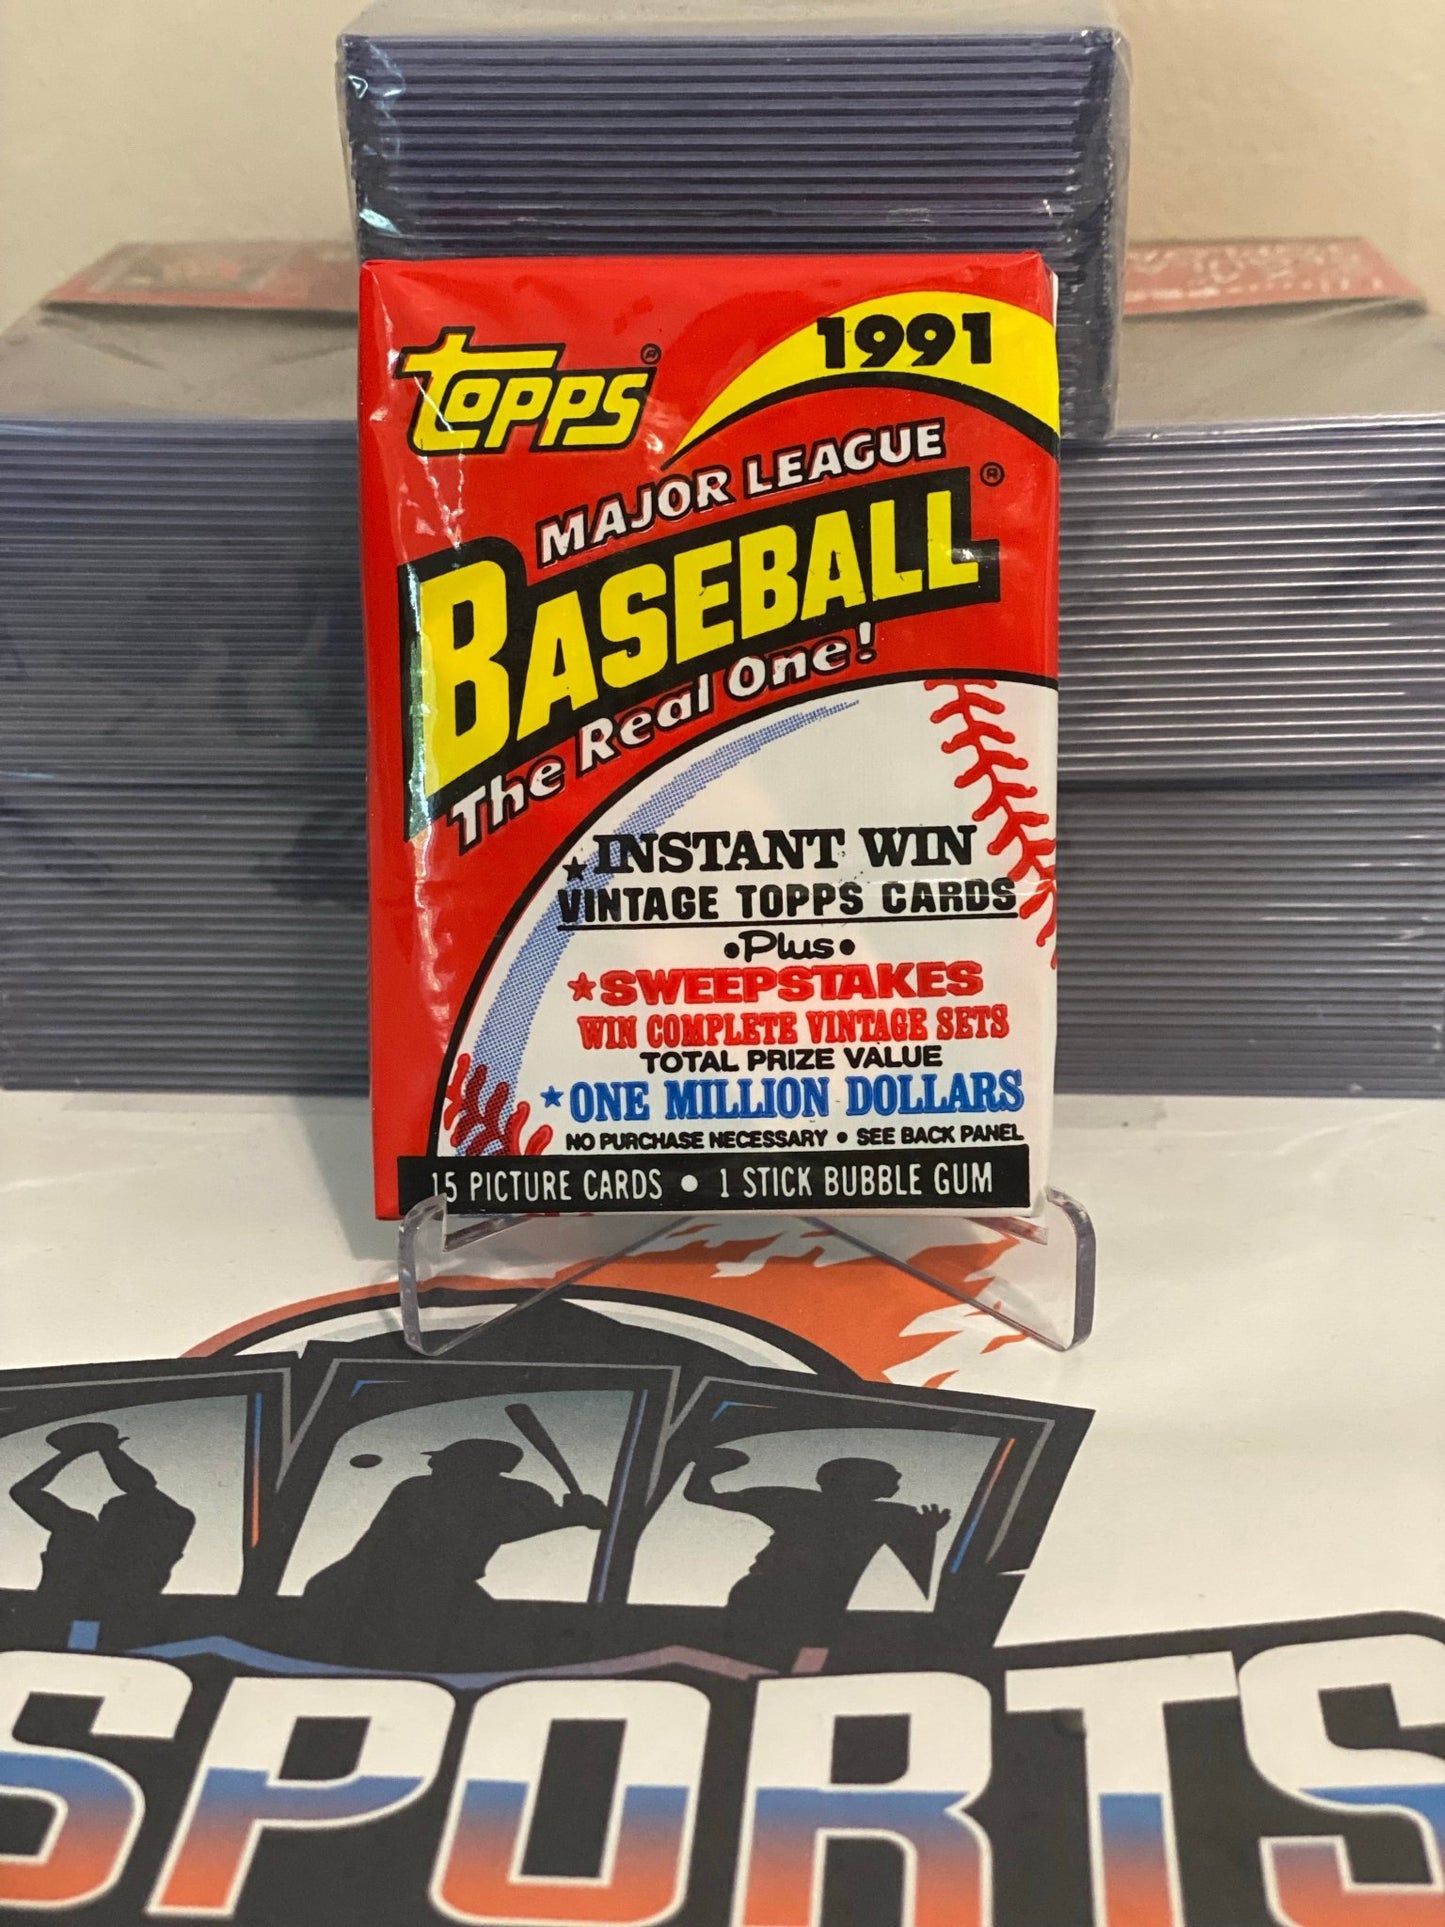 Topps®
1991
MAJOR LEAGUE
BASEBALL®
The Real One!
★INSTANT WIN
VINTAGE TOPPS CARDS
•Plus•
★SWEEPSTAKES
WIN COMPLETE VINTAGE SETS
TOTAL PRIZE VALUE
★ONE MILLION DOLLARS
NO PURCHASE NECESSARY • SEE BACK PANEL
15 PICTURE CARDS • 1 STICK BUBBLE GUM
SPORTS